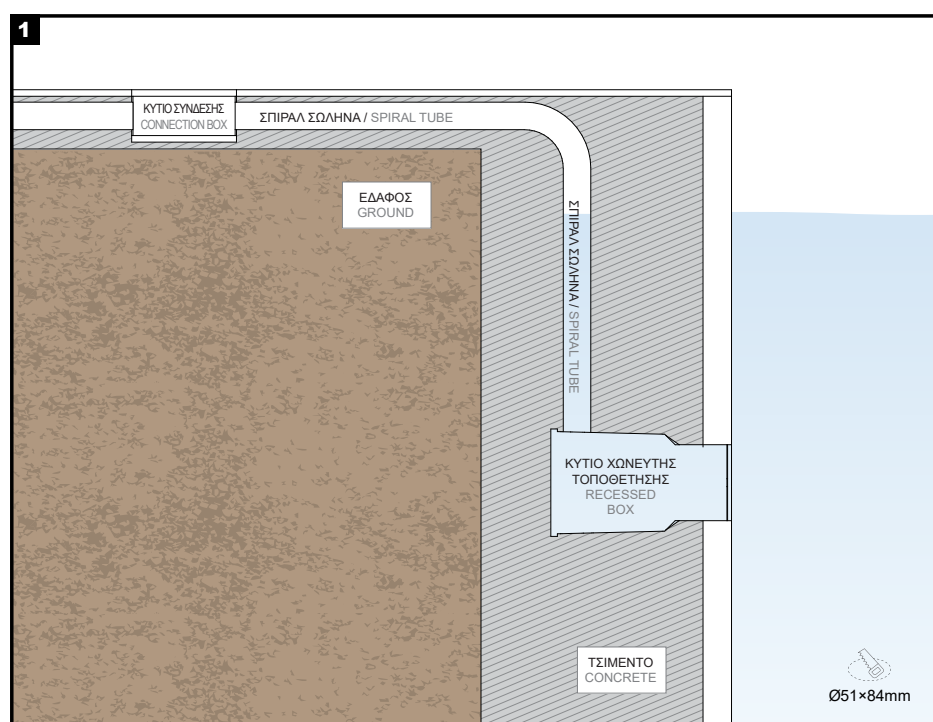 1
ΚΥΤΙΟ ΣΥΝΔΕΣΗΣ
CONNECTION BOX
ΣΠΙΡΑΛ ΣΩΛΗΝΑ / SPIRAL TUBE
ΕΔΑΦΟΣ
GROUND
ΣΠΙΡΑΛ ΣΩΛΗΝΑ / SPIRAL TUBE
ΚΥΤΙΟ ΧΩΝΕΥΤΗΣ
ΤΟΠΟΘΕΤΗΣΗΣ
RECESSED
BOX
ΤΣΙΜΕΝΤΟ
CONCRETE
Ø51×84mm